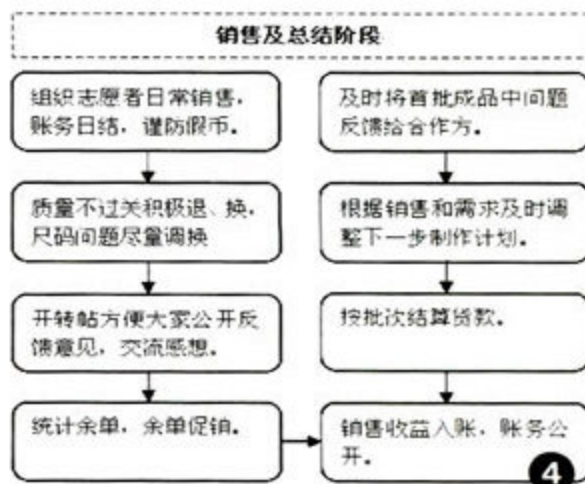 销售及总结阶段
组织志愿者日常销售，
账务日结，谨防假币。
质量不过关积极退、换，
尺码问题尽量调换
开转帖方便大家公开反
馈意见，交流感想。
统计余单，余单促销。
及时将首批成品中问题
反馈给合作方。
根据销售和需求及时调
整下一步制作计划。
按批次结算货款。
销售收益入账，账务公
开。
4